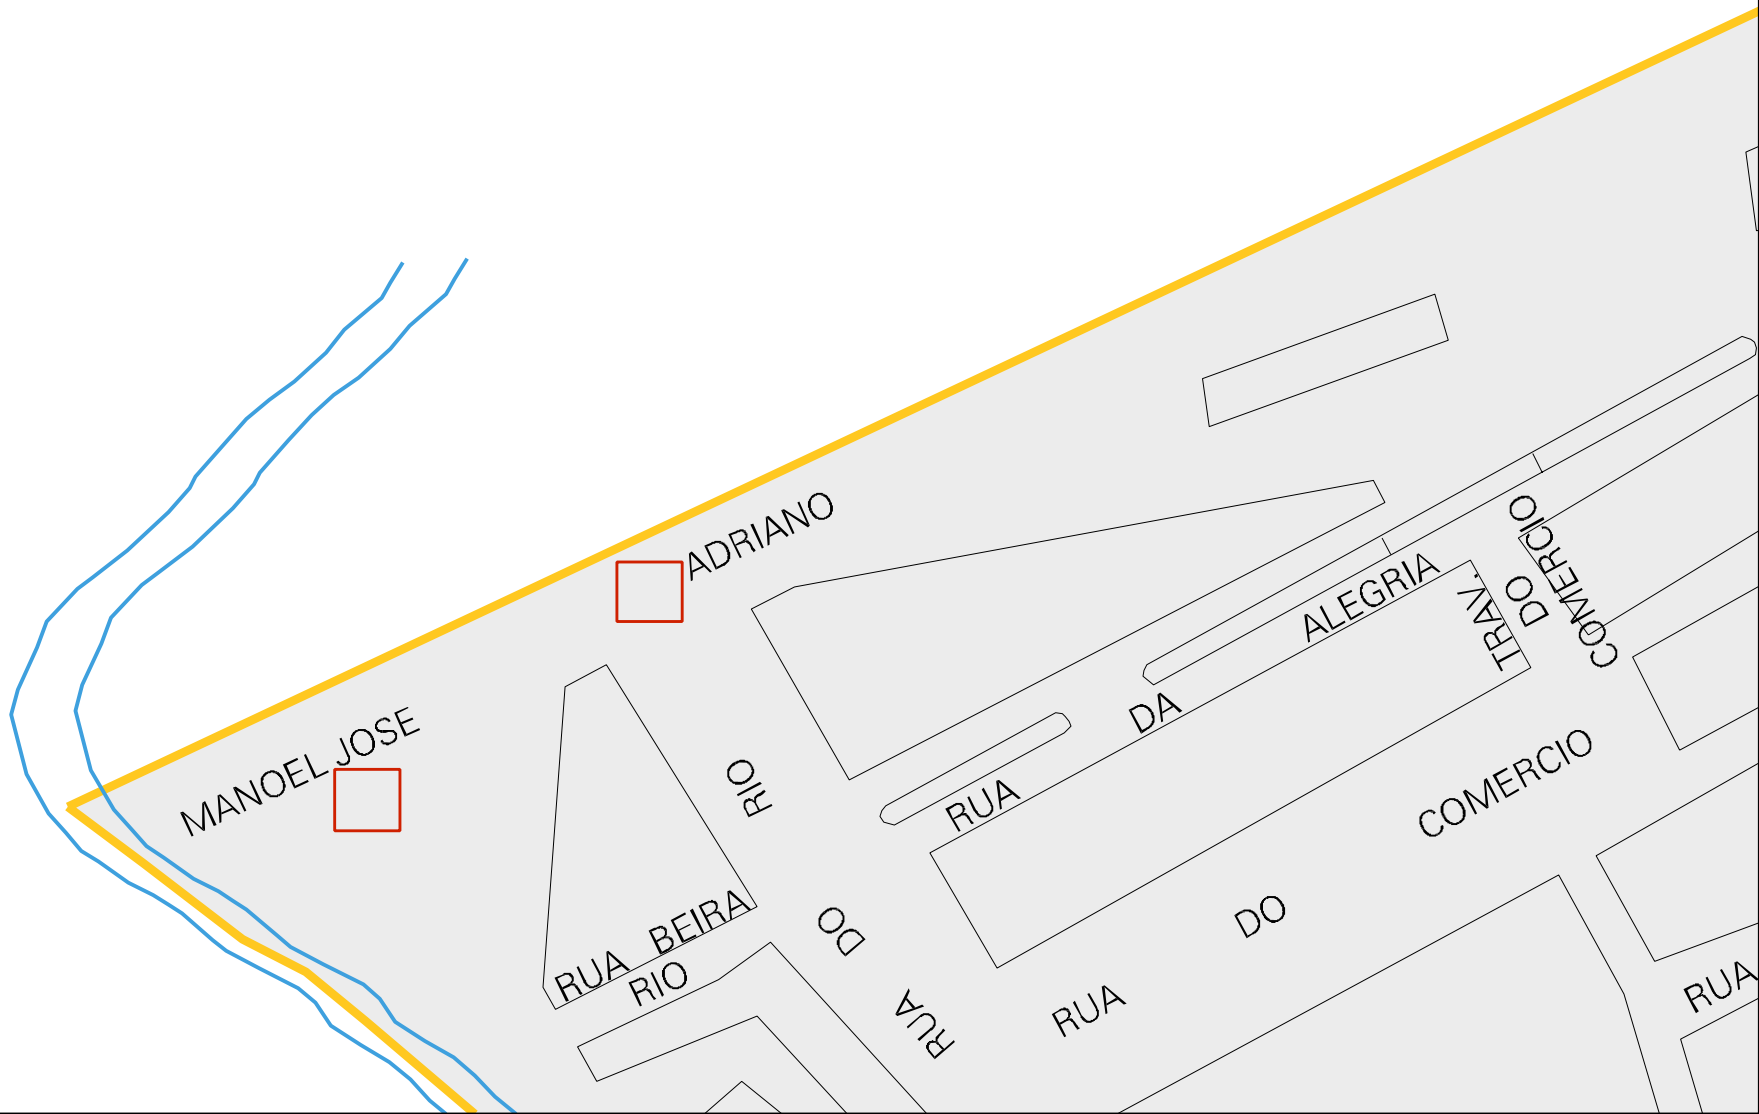 ADRIANO
MANOEL JOSE
RUA BEIRA
RIO
RUA DO RIO
RUA DA ALEGRIA
TRAV. DO COMERCIO
COMERCIO
RUA DO COMERCIO
RUA